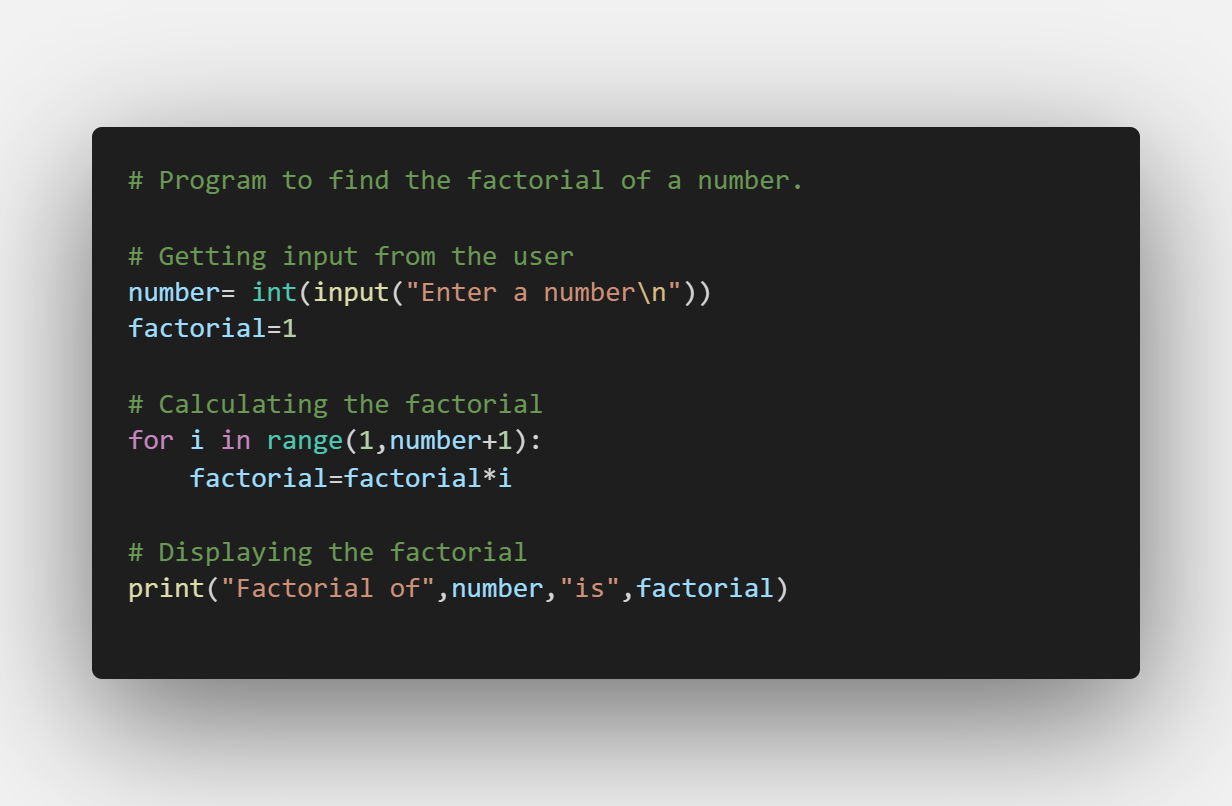 # Program to find the factorial of a number.

# Getting input from the user
number= int(input("Enter a number\n"))
factorial=1

# Calculating the factorial
for i in range(1,number+1):
    factorial=factorial*i

# Displaying the factorial
print("Factorial of",number,"is",factorial)